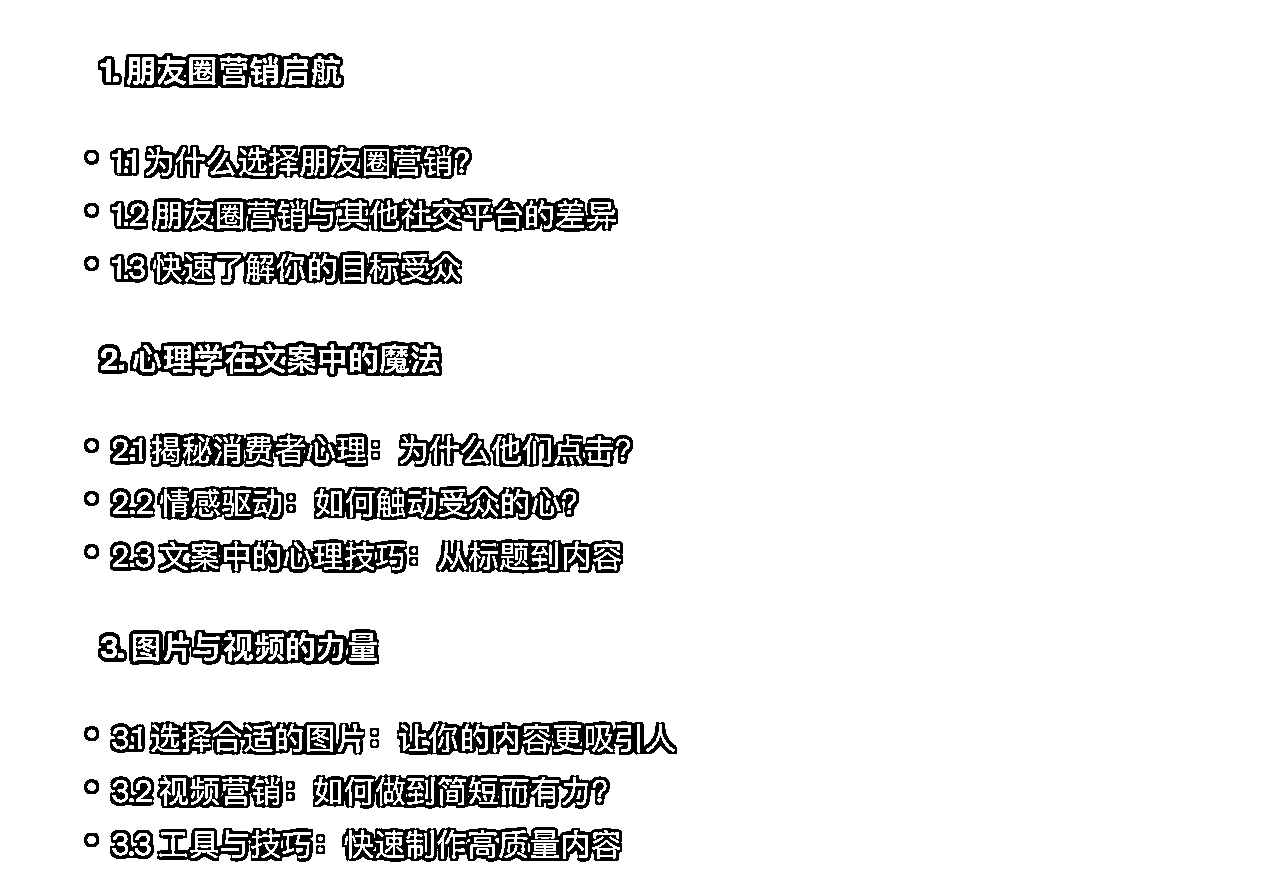 1. 朋友圈营销启航
1.1 为什么选择朋友圈营销？
1.2 朋友圈营销与其他社交平台的差异
1.3 快速了解你的目标受众
2. 心理学在文案中的魔法
2.1 揭秘消费者心理：为什么他们点击？
2.2 情感驱动：如何触动受众的心？
2.3 文案中的心理技巧：从标题到内容
3. 图片与视频的力量
3.1 选择合适的图片：让你的内容更吸引人
3.2 视频营销：如何做到简短而有力？
3.3 工具与技巧：快速制作高质量内容